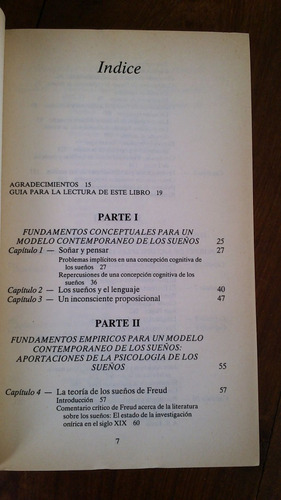 Indice
AGRADECIMIENTOS 15
GUIA PARA LA LECTURA DE ESTE LIBRO 19
PARTE I
FUNDAMENTOS CONCEPTUALES PARA UN
MODELO CONTEMPORANEO DE LOS SUEÑOS 25
Capítulo 1 — Soñar y pensar 27
Problemas implícitos en una concepción cognitiva de
los sueños 27
Repercusiones de una concepción cognitiva de los
sueños 36
Capítulo 2 — Los sueños y el lenguaje 40
Capítulo 3 — Un inconsciente proposicional 47
PARTE II
FUNDAMENTOS EMPIRICOS PARA UN MODELO
CONTEMPORANEO DE LOS SUEÑOS:
APORTACIONES DE LA PSICOLOGIA DE LOS
SUEÑOS 55
Capítulo 4 — La teoría de los sueños de Freud 57
Introducción 57
Comentario crítico de Freud acerca de la literatura
sobre los sueños: El estado de la investigación
onírica en el siglo XIX 60
7